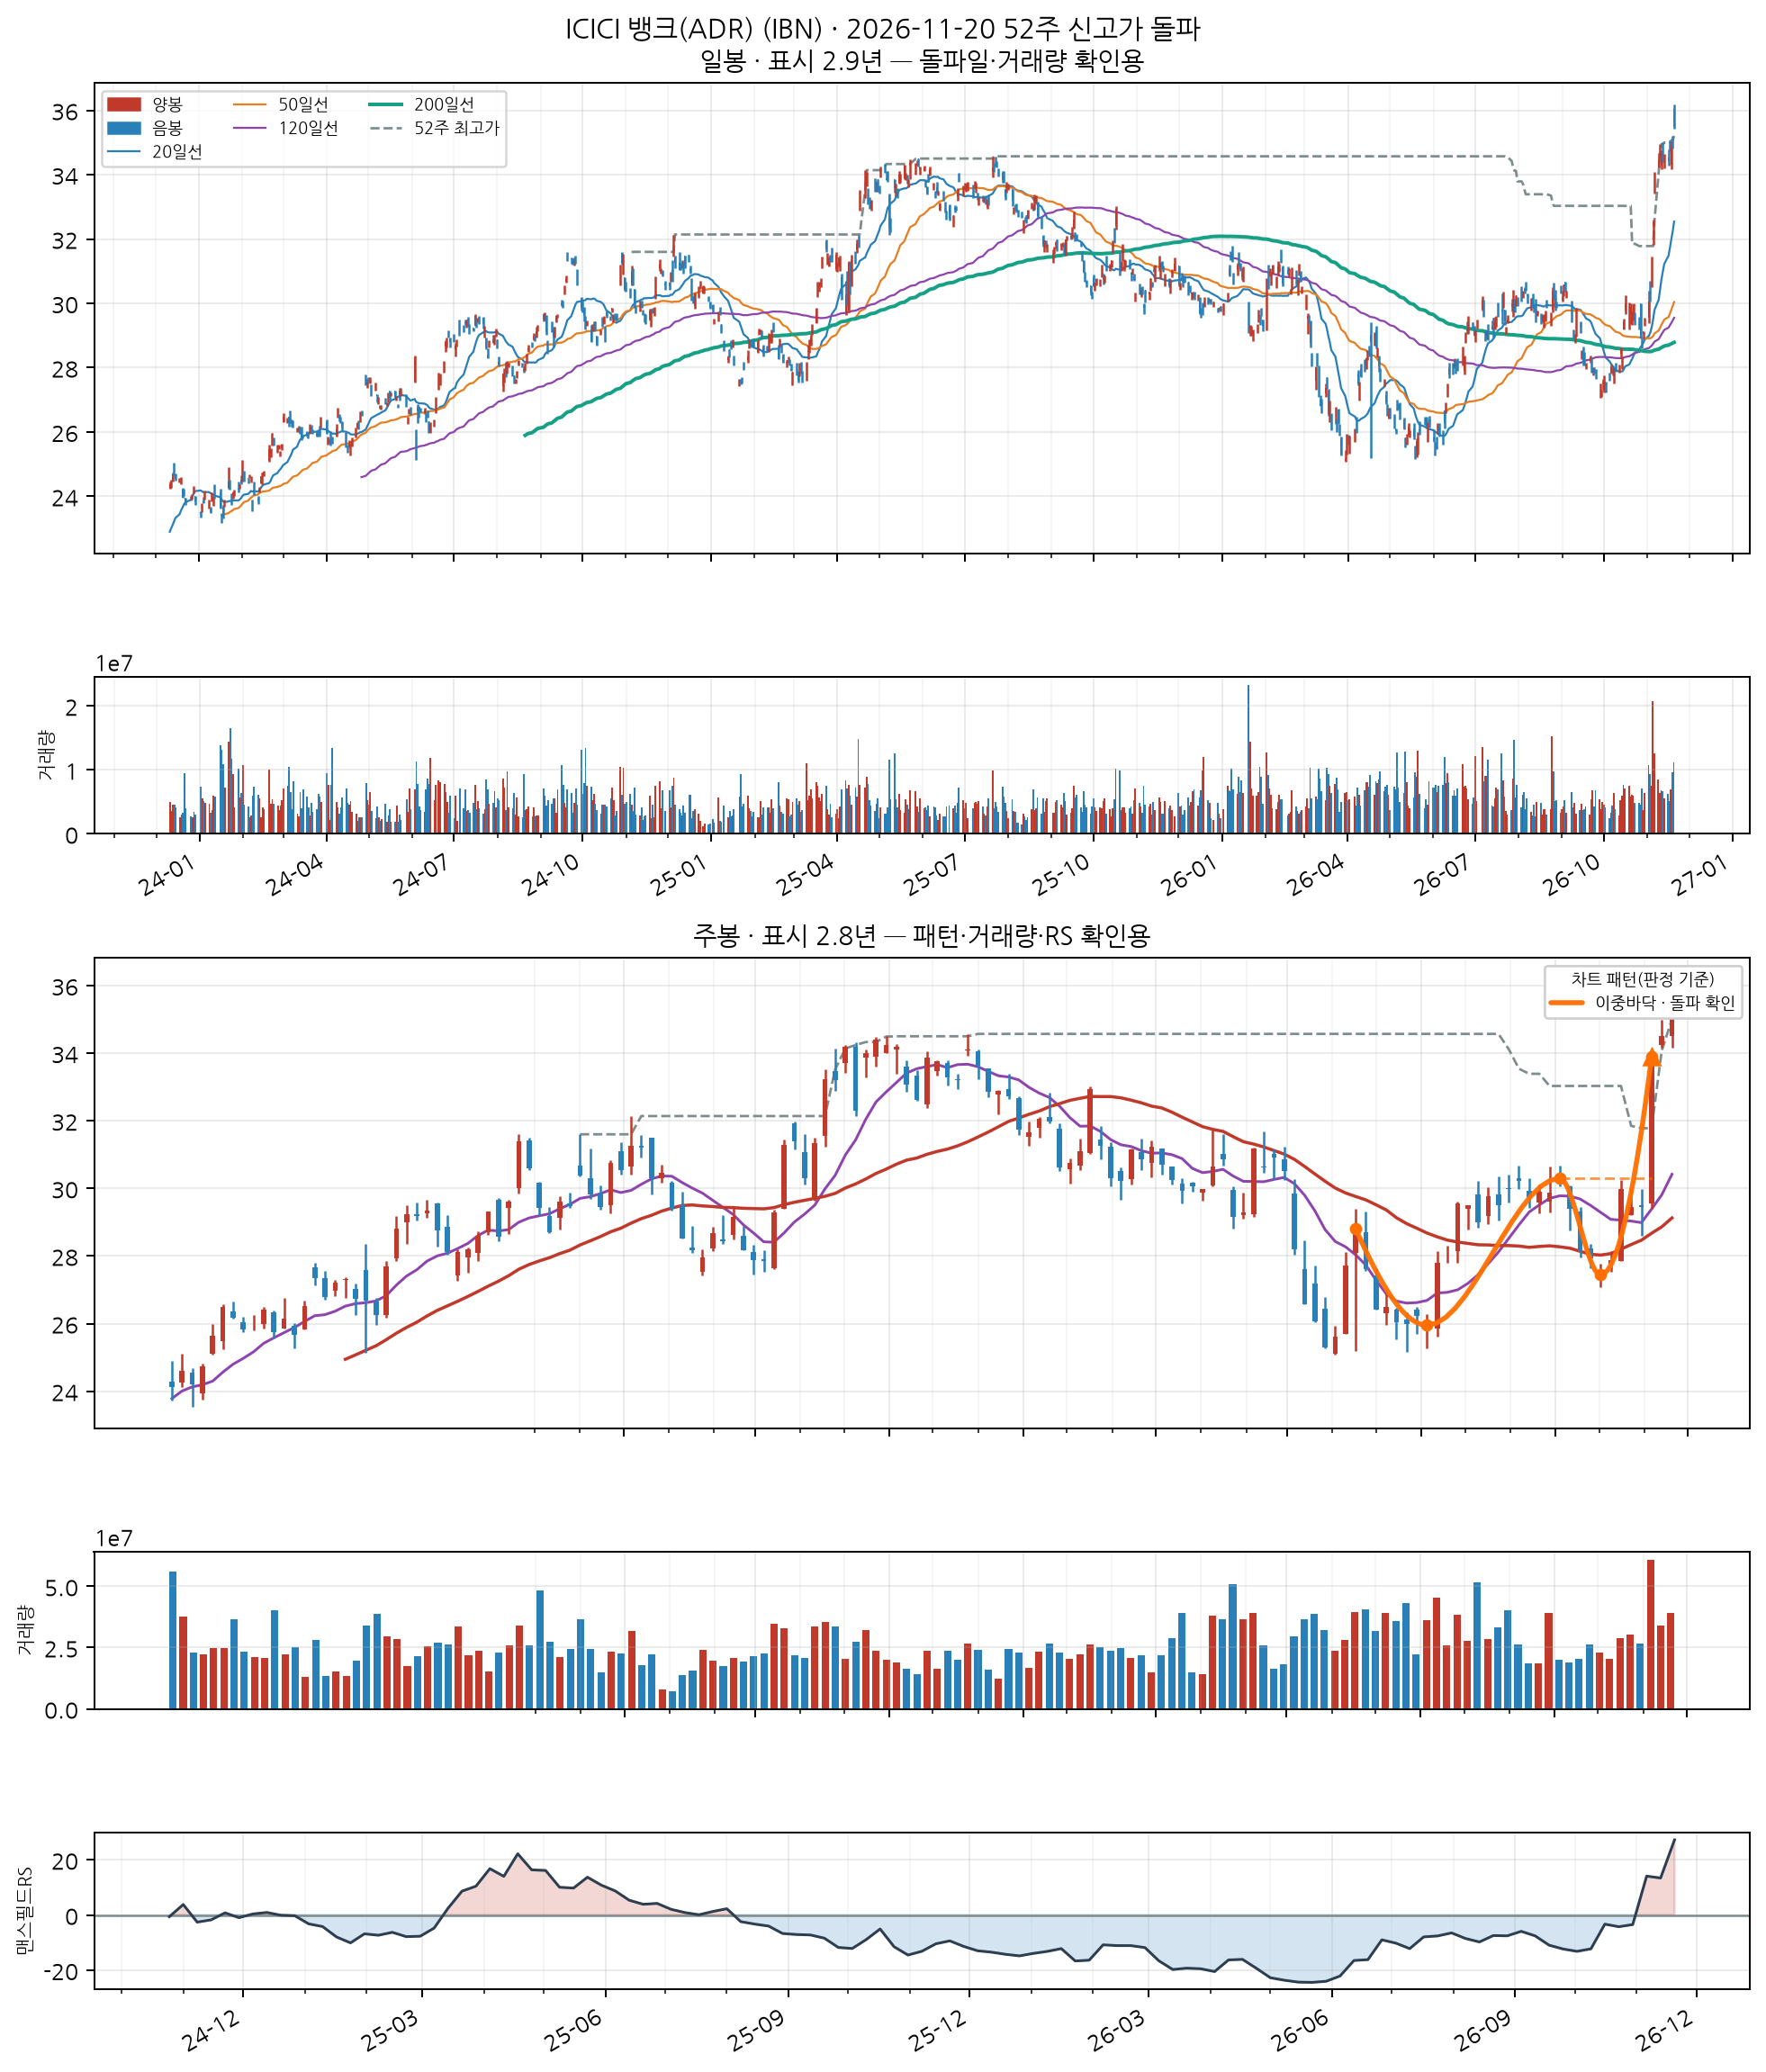 ICICI 뱅크(ADR) (IBN) · 2026-11-20 52주 신고가 돌파
일봉 · 표시 2.9년 — 돌파일·거래량 확인용
양봉
음봉
20일선
50일선
120일선
200일선
52주 최고가
36
34
32
30
28
26
24
1e7
거래량
2
1
0
24-01
24-04
24-07
24-10
25-01
25-04
25-07
25-10
26-01
26-04
26-07
26-10
27-01
주봉 · 표시 2.8년 — 패턴·거래량·RS 확인용
차트 패턴(판정 기준)
이중바닥 · 돌파 확인
36
34
32
30
28
26
24
1e7
거래량
5.0
2.5
0.0
맨스필드RS
20
0
-20
24-12
25-03
25-06
25-09
25-12
26-03
26-06
26-09
26-12